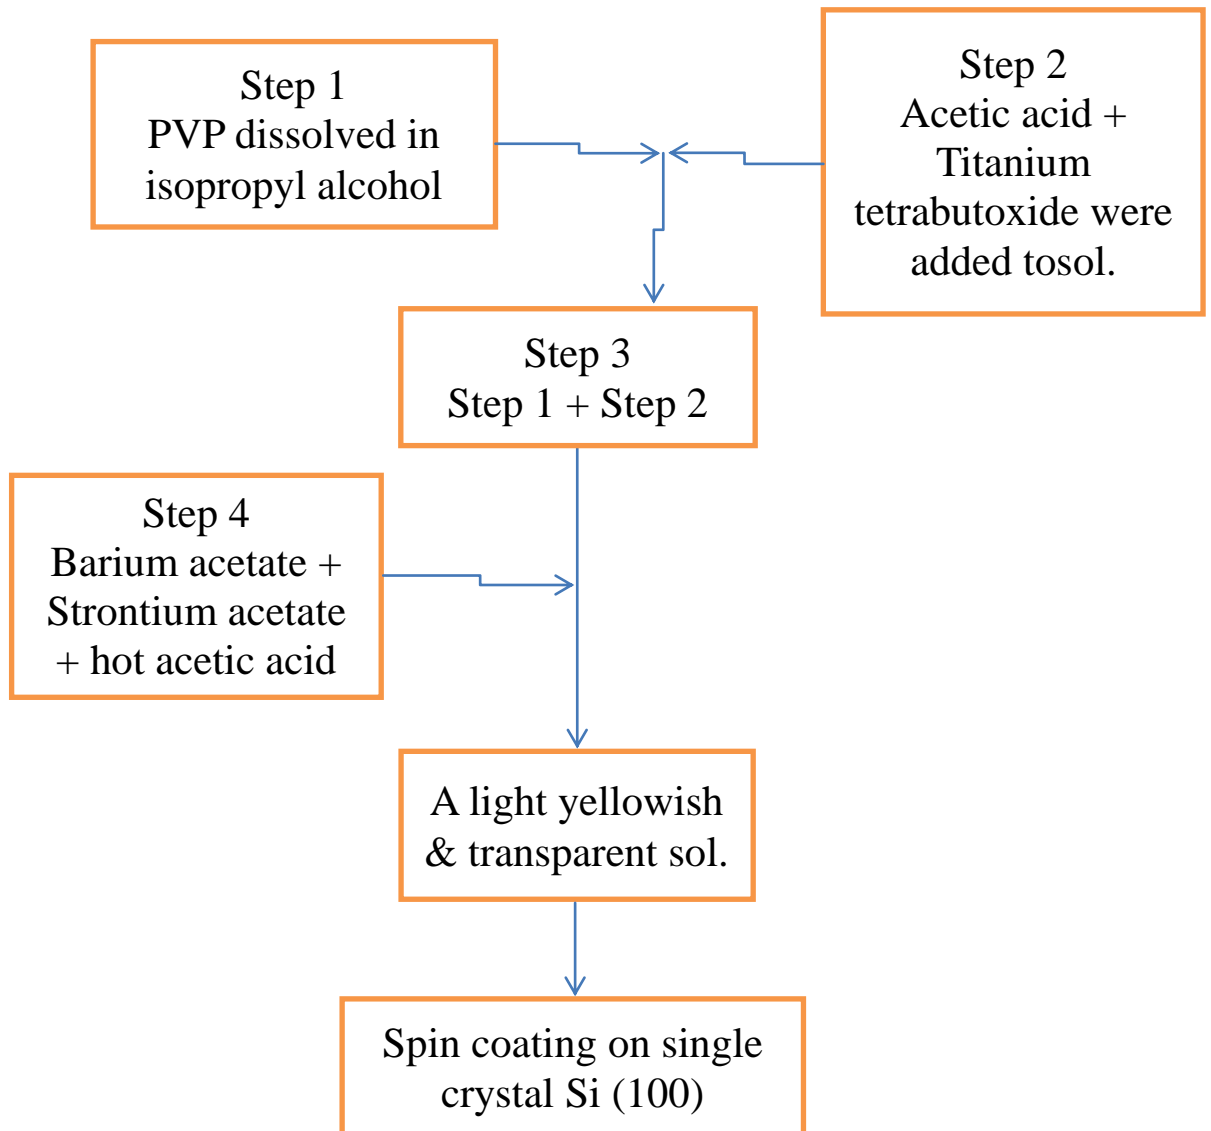 Step 1
PVP dissolved in
isopropyl alcohol
Step 2
Acetic acid +
Titanium
tetrabutoxide were
added tosol.
Step 3
Step 1 + Step 2
Step 4
Barium acetate +
Strontium acetate
+ hot acetic acid
A light yellowish
& transparent sol.
Spin coating on single
crystal Si (100)